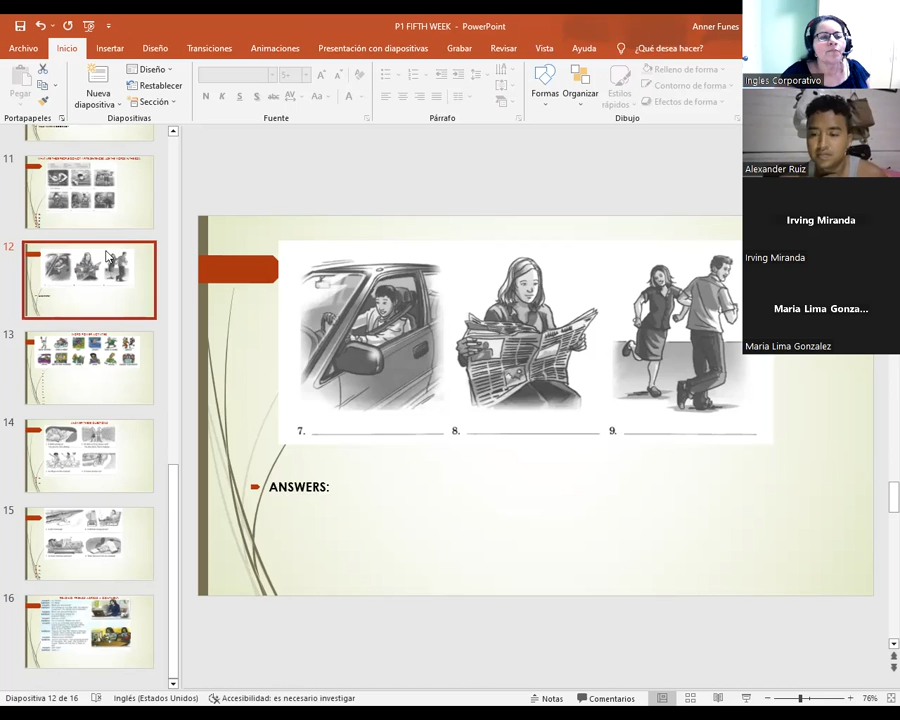 P1 FIFTH WEEK - PowerPoint
Anner Funes
Archivo Inicio Insertar Diseño Transiciones Animaciones Presentación con diapositivas Grabar Revisar Vista Ayuda ¿Qué desea hacer?
Pegar
Nueva diapositiva
Diseño
Restablecer
Sección
N K S S abc AV Aa A
Formas
Organizar
Estilos rápidos
Relleno de forma
Contorno de forma
Efectos de forma
Portapapeles Diapositivas Fuente Párrafo Dibujo
Ingles Corporativo
Alexander Ruiz
Irving Miranda
Irving Miranda
Maria Lima Gonza...
Maria Lima Gonzalez
11
12
13
14
15
16
7. 8. 9.
ANSWERS:
Diapositiva 12 de 16 Inglés (Estados Unidos) Accesibilidad: es necesario investigar Notas Comentarios 76%